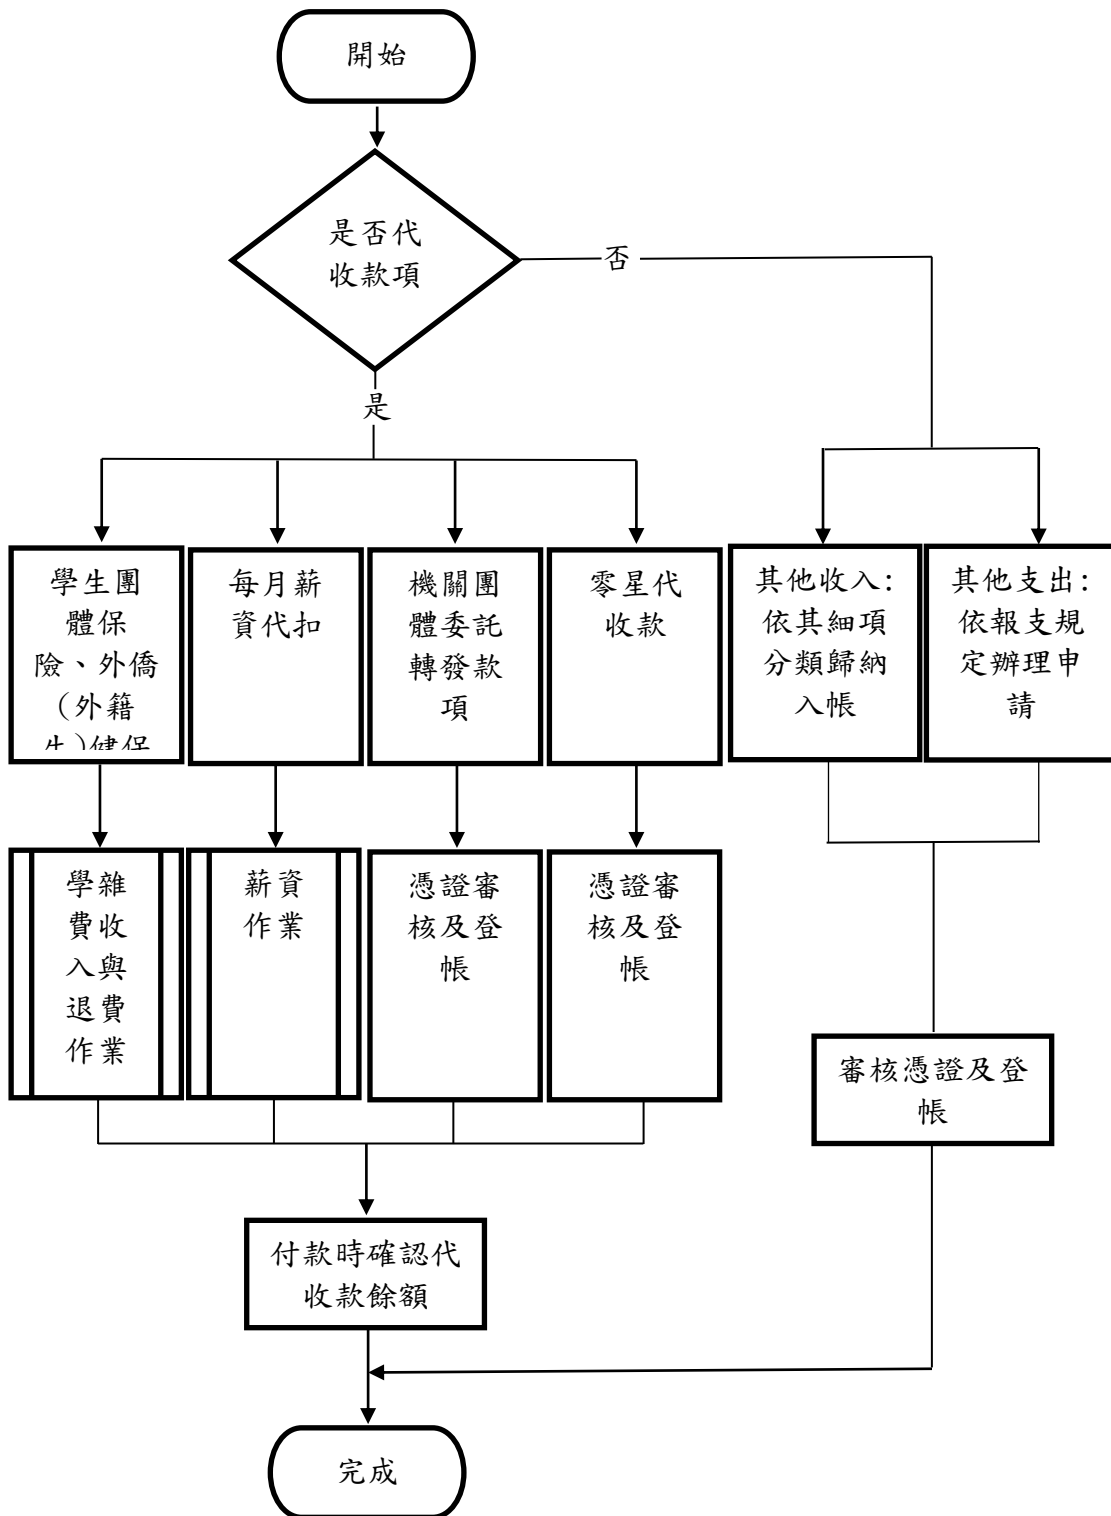 開始
是否代
收款項
否
是
學生團
體保
險、外僑
(外籍
生)健保
每月薪
資代扣
機關團
體委託
轉發款
項
零星代
收款
其他收入:
依其細項
分類歸納
入帳
其他支出:
依報支規
定辦理申
請
學雜
費收
入與
退費
作業
薪資
作業
憑證審
核及登
帳
憑證審
核及登
帳
審核憑證及登
帳
付款時確認代
收款餘額
完成